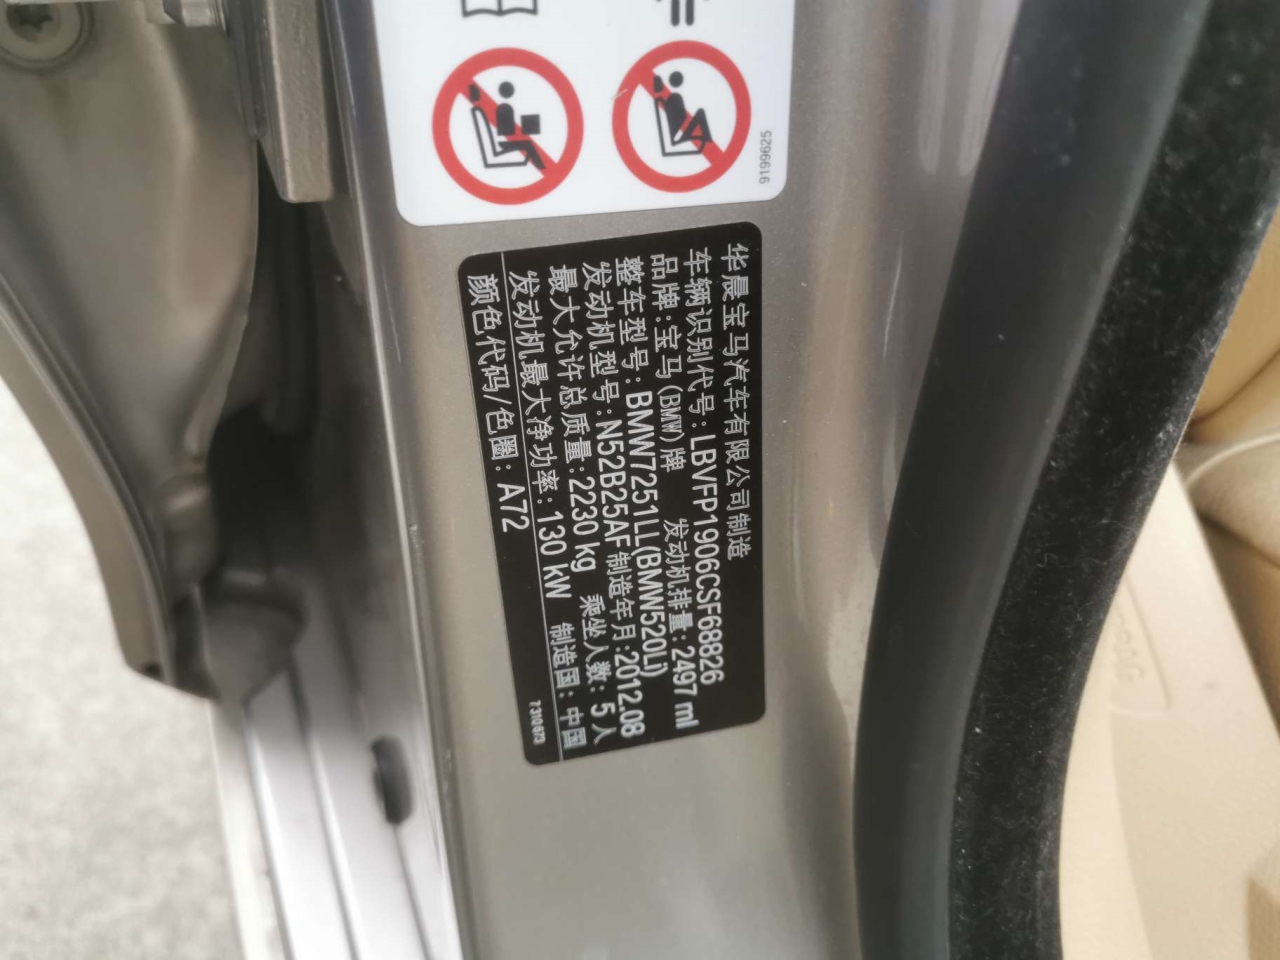 9199625
华晨宝马汽车有限公司制造
车辆识别代号:LBVFP1906CSF68826
品牌:宝马(BMW)牌 发动机排量:2497 ml
整车型号:BMW7251LL(BMW520Li)
发动机型号:N52B25AF 制造年月:2012.08
最大允许总质量:2230 kg 乘坐人数:5人
发动机最大净功率:130 kW 制造国:中国
颜色代码/色圈:A72
7 310 673